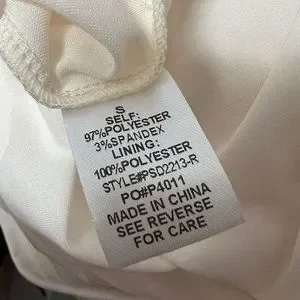 S
SELF:
97%POLYESTER
3%SPANDEX
LINING:
100%POLYESTER
STYLE#PSD2213-R
PO#P4011
MADE IN CHINA
SEE REVERSE
FOR CARE